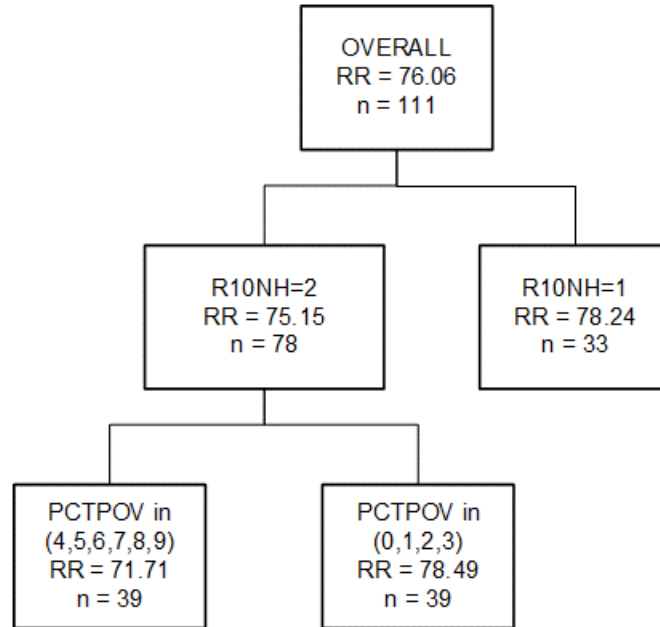 OVERALL
RR = 76.06
n = 111
R10NH=2
RR = 75.15
n = 78
R10NH=1
RR = 78.24
n = 33
PCTPOV in
(4,5,6,7,8,9)
RR = 71.71
n = 39
PCTPOV in
(0,1,2,3)
RR = 78.49
n = 39